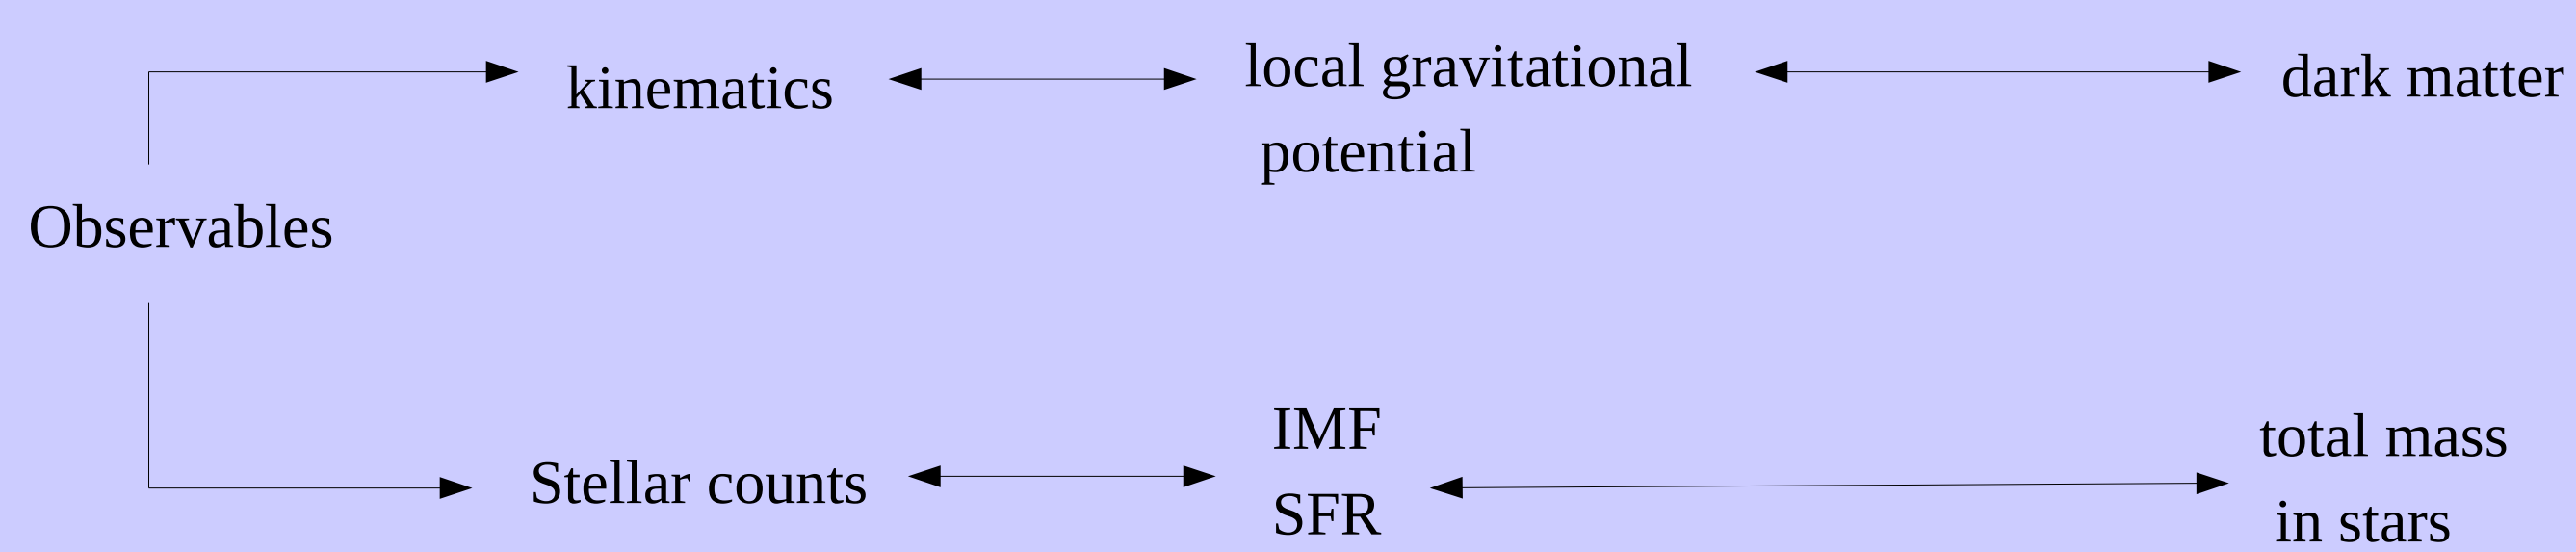 kinematics
local gravitational
potential
dark matter
Observables
Stellar counts
IMF
SFR
total mass
in stars